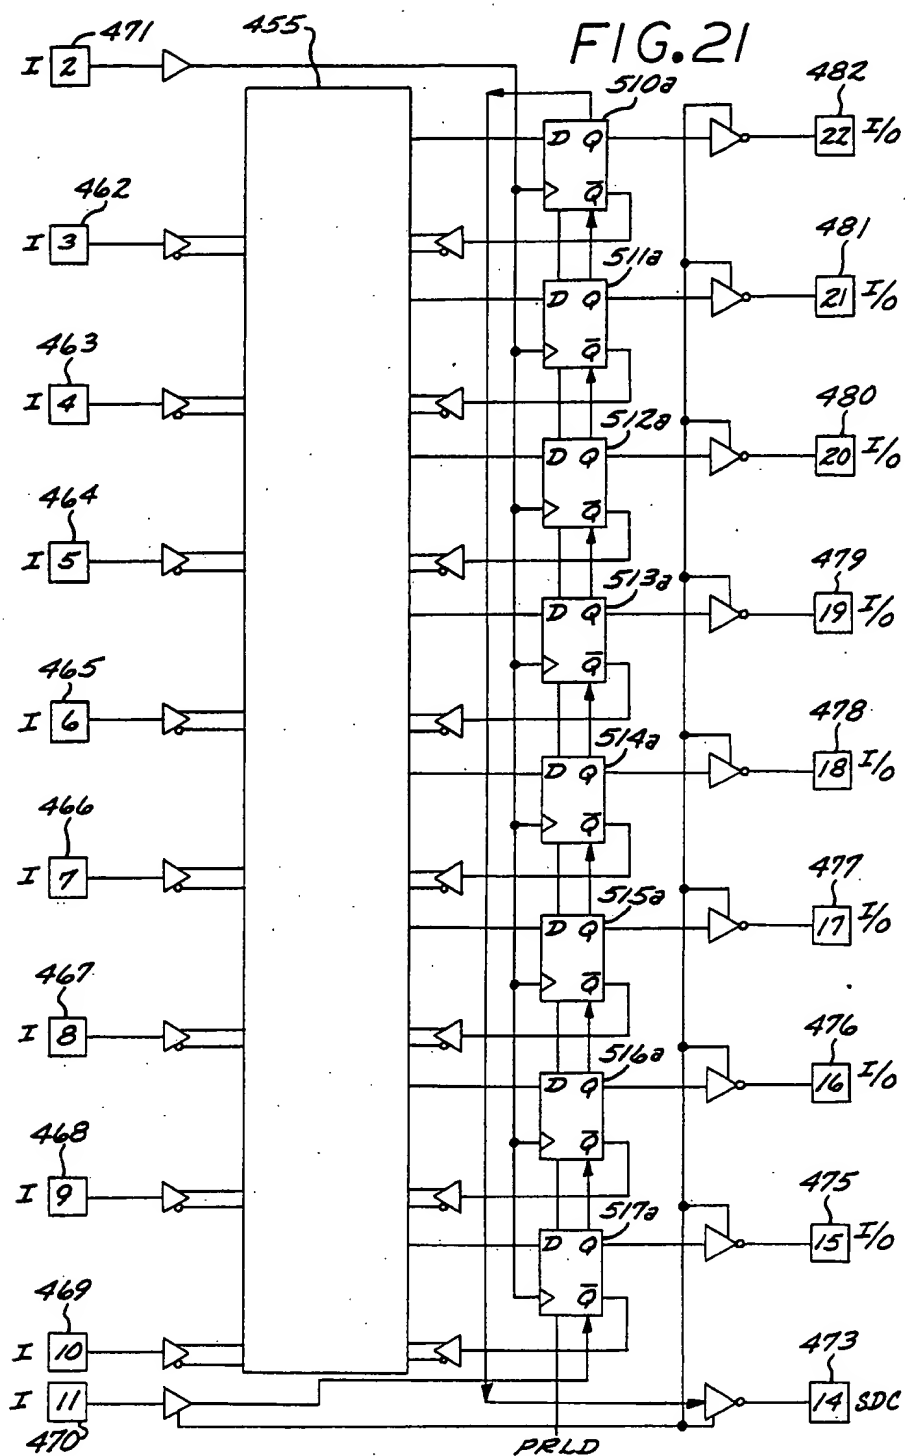 FIG.21
471
I 2
455
510a
482
D Q
22 I/O
Q̅
462
I 3
511a
481
D Q
21 I/O
Q̅
463
I 4
512a
480
D Q
20 I/O
Q̅
464
I 5
513a
479
D Q
19 I/O
Q̅
465
I 6
514a
478
D Q
18 I/O
Q̅
466
I 7
515a
477
D Q
17 I/O
Q̅
467
I 8
516a
476
D Q
16 I/O
Q̅
468
I 9
517a
475
D Q
15 I/O
Q̅
469
I 10
473
I 11
14 SDC
470
PRLD